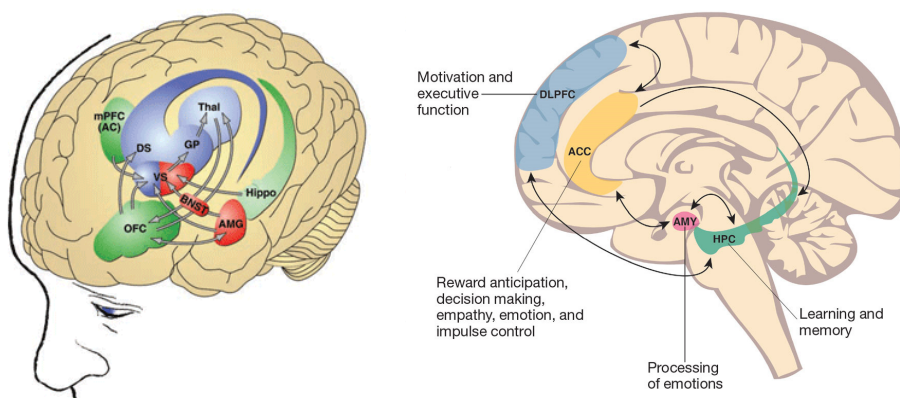 mPFC
(AC)
Thal
DS
GP
VS
Hippo
BNST
AMG
OFC
Motivation and
executive
function
DLPFC
ACC
AMY
HPC
Reward anticipation,
decision making,
empathy, emotion, and
impulse control
Learning and
memory
Processing
of emotions